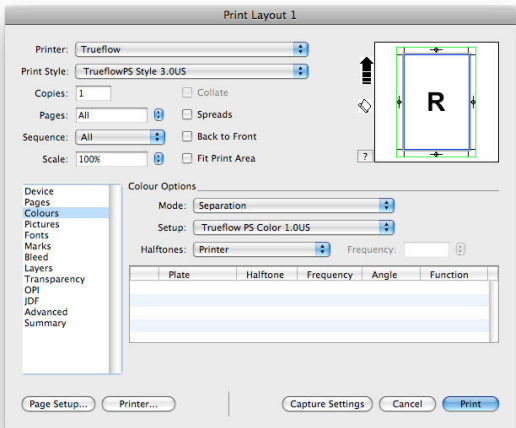 Print Layout 1
Printer: Trueflow
Print Style: TrueflowPS Style 3.0US
Copies: 1 Collate
Pages: All Spreads
Sequence: All Back to Front
Scale: 100% Fit Print Area
R
?
Device
Pages
Colours
Pictures
Fonts
Marks
Bleed
Layers
Transparency
OPI
JDF
Advanced
Summary
Colour Options
Mode: Separation
Setup: Trueflow PS Color 1.0US
Halftones: Printer Frequency:
Plate Halftone Frequency Angle Function
Page Setup... Printer... Capture Settings Cancel Print